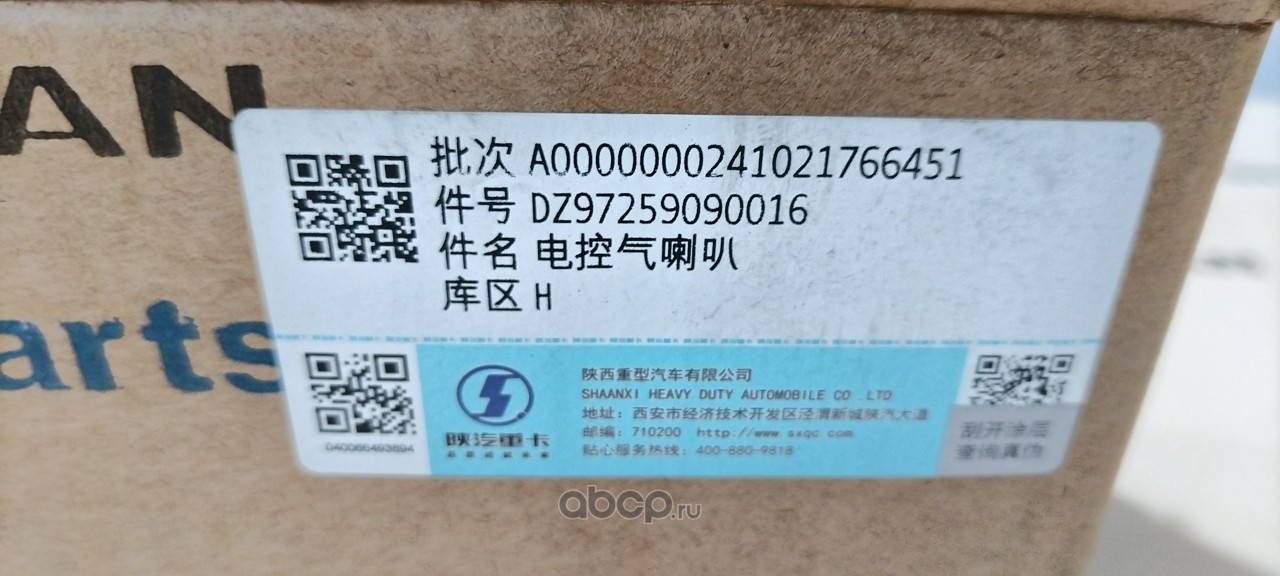 AN
arts
批次 A0000000241021766451
件号 DZ97259090016
件名 电控气喇叭
库区 H
040086493894
陕汽重卡
陕西重型汽车有限公司
SHAANXI HEAVY DUTY AUTOMOBILE CO.,LTD
地址：西安市经济技术开发区泾渭新城陕汽大道
邮编：710200 http://www.sxqc.com
贴心服务热线：400-880-9818
刮开涂层
查询真伪
abcp.ru